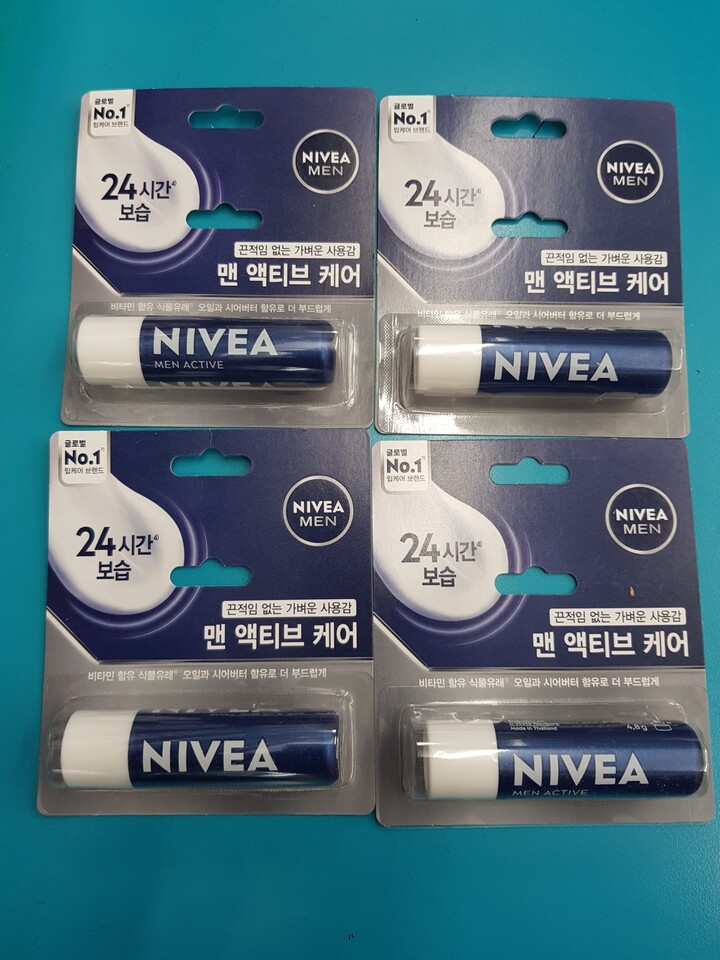 글로벌
No.1¹⁾
립케어 브랜드
24시간⁴⁾
보습
NIVEA
MEN
끈적임 없는 가벼운 사용감
맨 액티브 케어
비타민 함유 식물유래¹⁾ 오일과 시어버터 함유로 더 부드럽게
NIVEA
MEN ACTIVE
글로벌
No.1¹⁾
립케어 브랜드
24시간⁴⁾
보습
NIVEA
MEN
끈적임 없는 가벼운 사용감
맨 액티브 케어
비타민 함유 식물유래¹⁾ 오일과 시어버터 함유로 더 부드럽게
NIVEA
글로벌
No.1¹⁾
립케어 브랜드
24시간⁴⁾
보습
NIVEA
MEN
끈적임 없는 가벼운 사용감
맨 액티브 케어
비타민 함유 식물유래¹⁾ 오일과 시어버터 함유로 더 부드럽게
NIVEA
글로벌
No.1¹⁾
립케어 브랜드
24시간⁴⁾
보습
NIVEA
MEN
끈적임 없는 가벼운 사용감
맨 액티브 케어
비타민 함유 식물유래¹⁾ 오일과 시어버터 함유로 더 부드럽게
Made in Thailand
4,8 g
NIVEA
MEN ACTIVE